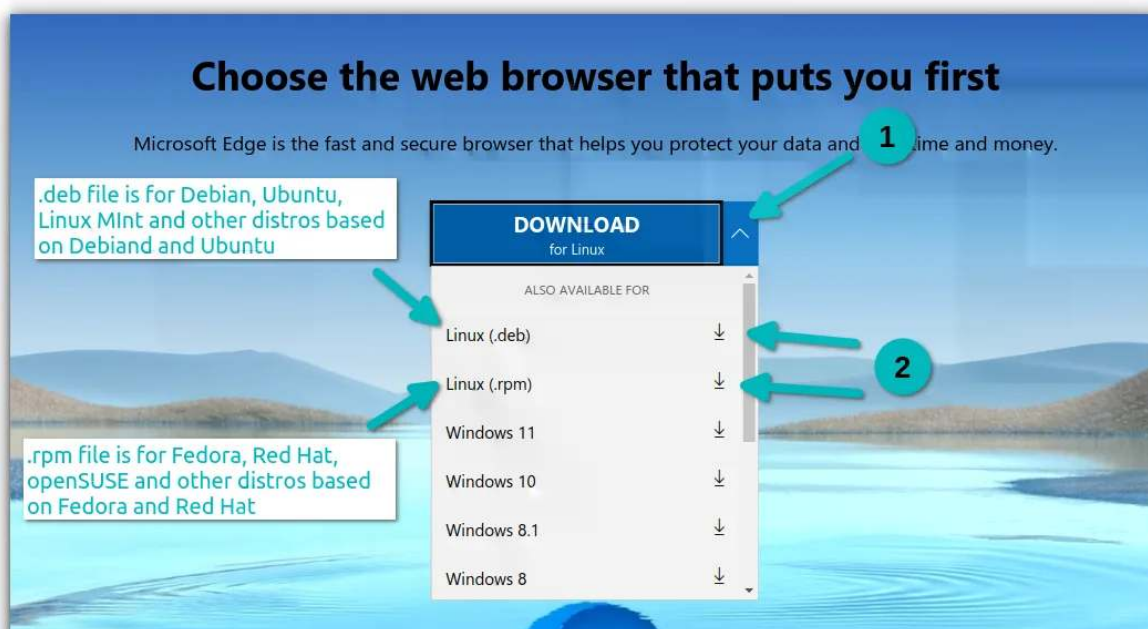 Choose the web browser that puts you first
Microsoft Edge is the fast and secure browser that helps you protect your data and time and money.
1
.deb file is for Debian, Ubuntu,
Linux MInt and other distros based
on Debiand and Ubuntu
DOWNLOAD
for Linux
ALSO AVAILABLE FOR
Linux (.deb)
2
Linux (.rpm)
Windows 11
.rpm file is for Fedora, Red Hat,
openSUSE and other distros based
on Fedora and Red Hat
Windows 10
Windows 8.1
Windows 8